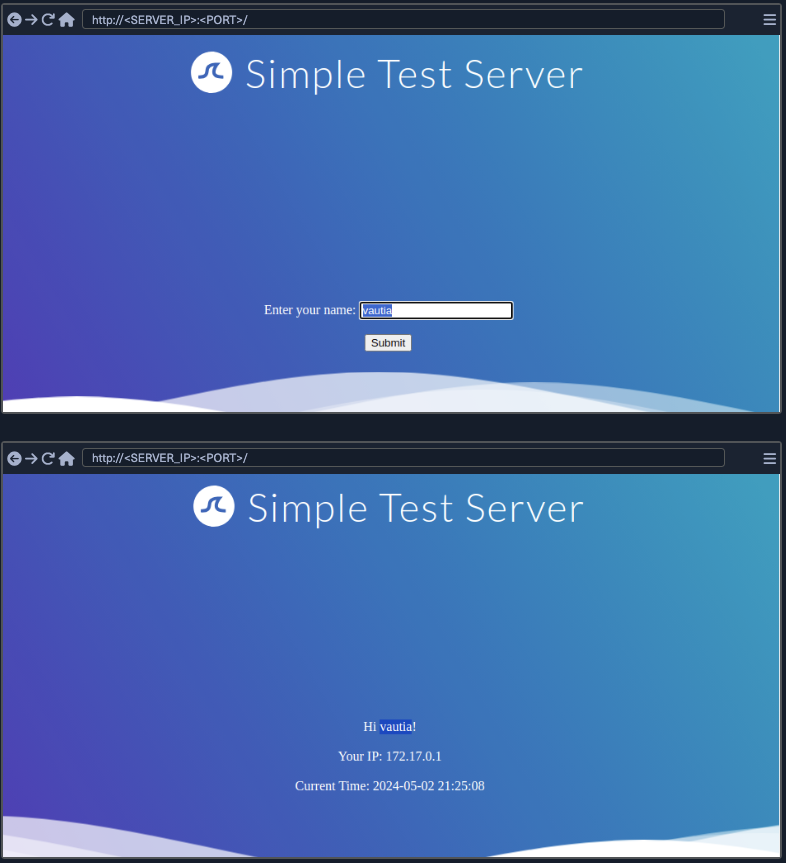 http://<SERVER_IP>:<PORT>/
Simple Test Server
Enter your name: vautia
Submit
http://<SERVER_IP>:<PORT>/
Simple Test Server
Hi vautia!
Your IP: 172.17.0.1
Current Time: 2024-05-02 21:25:08